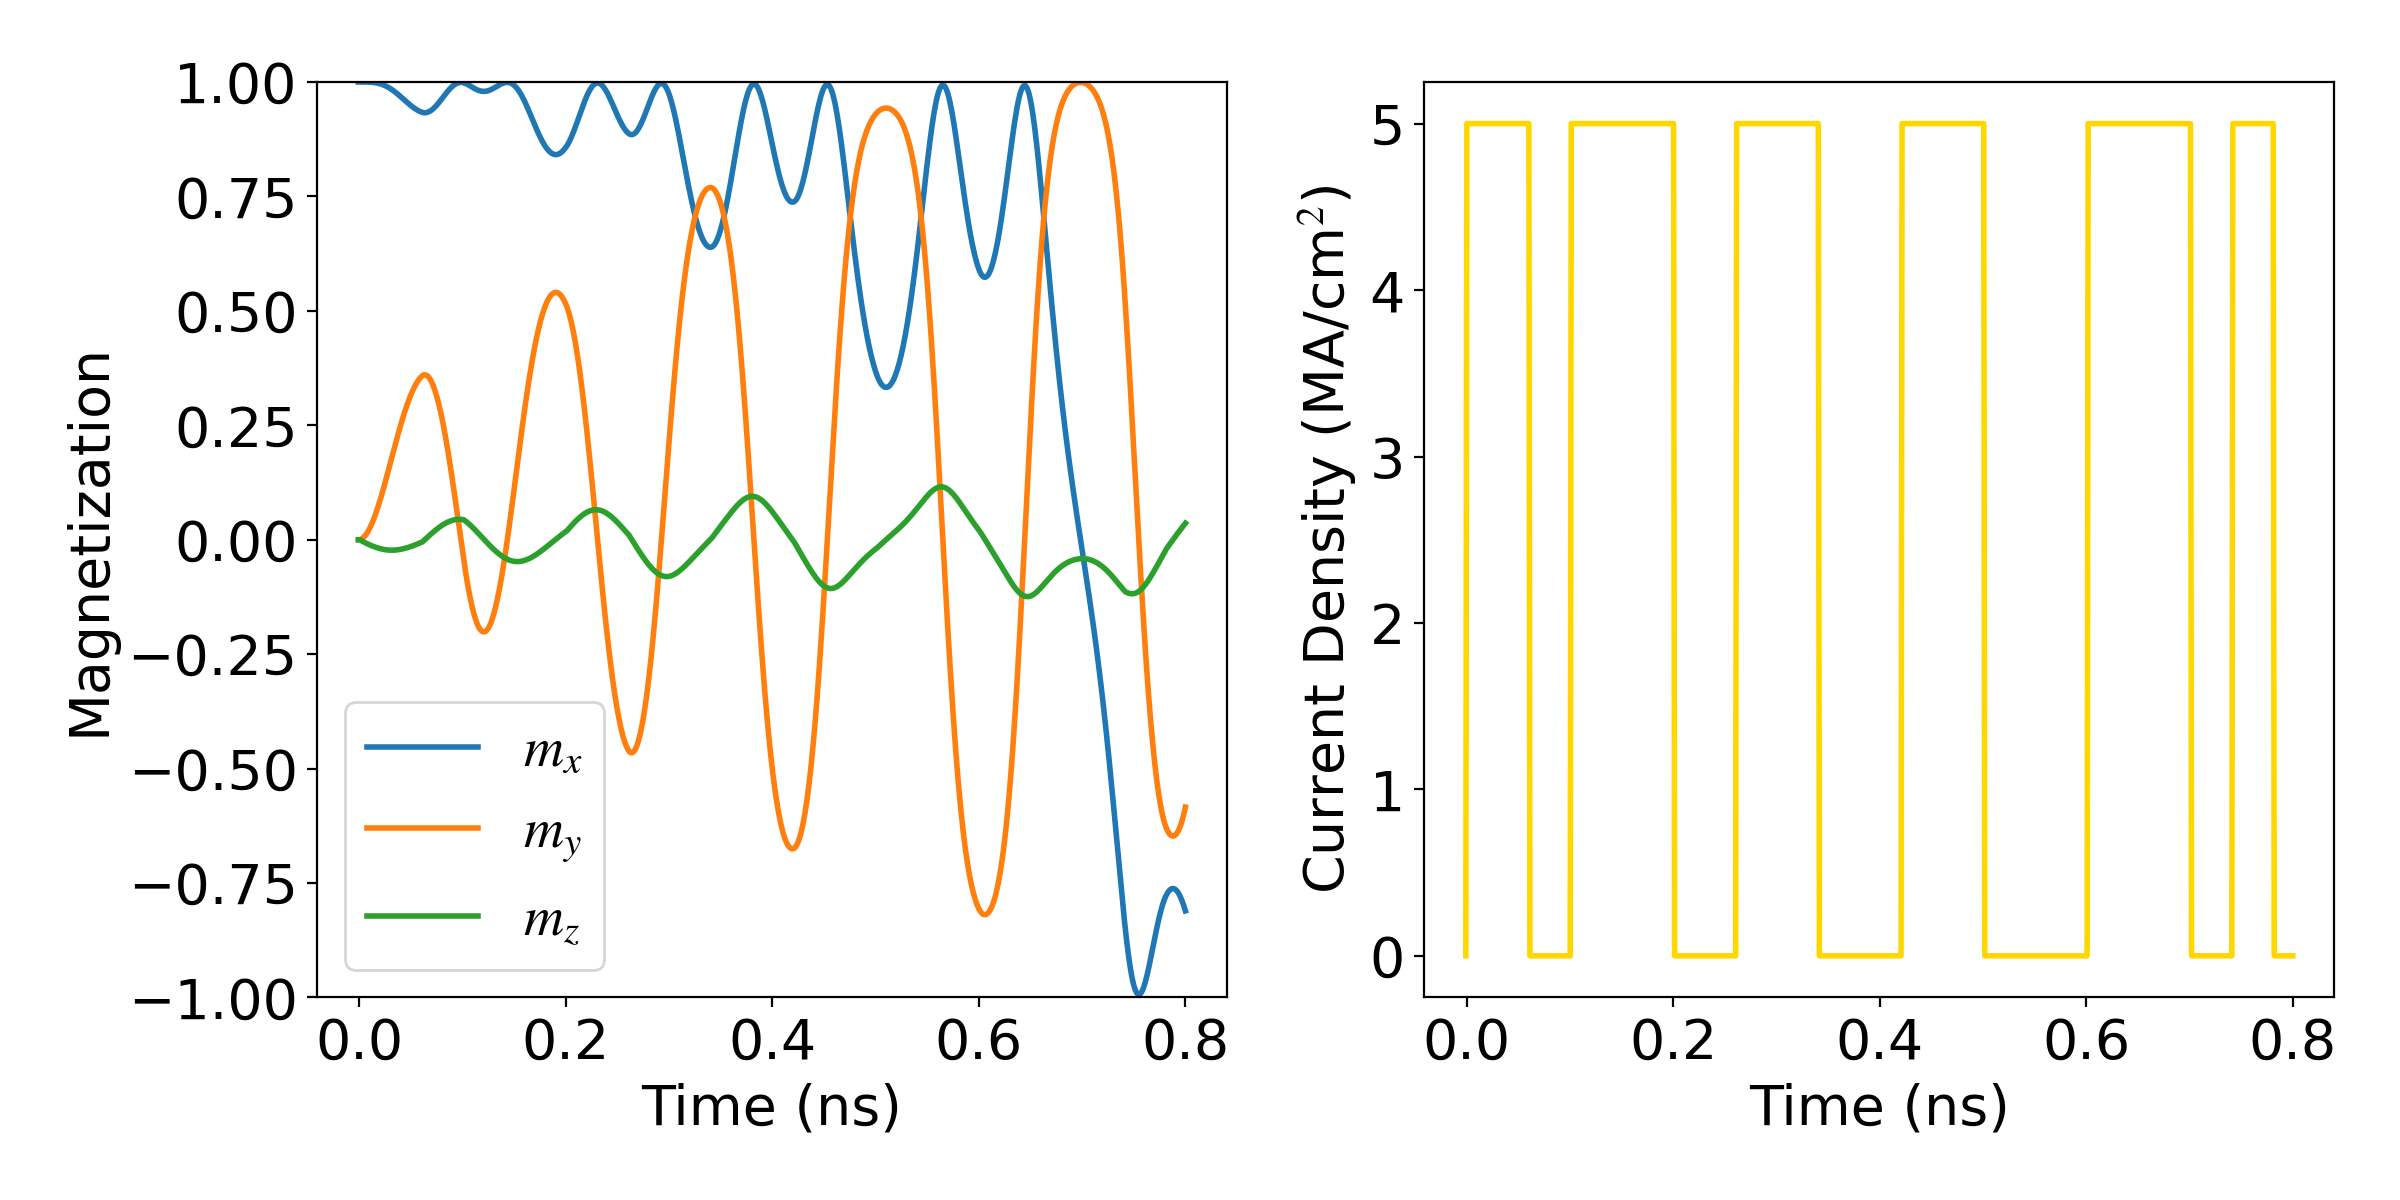 1.00
0.75
0.50
0.25
0.00
−0.25
−0.50
−0.75
−1.00
Magnetization
0.0 0.2 0.4 0.6 0.8
Time (ns)
m_x
m_y
m_z
5
4
3
2
1
0
Current Density (MA/cm²)
0.0 0.2 0.4 0.6 0.8
Time (ns)